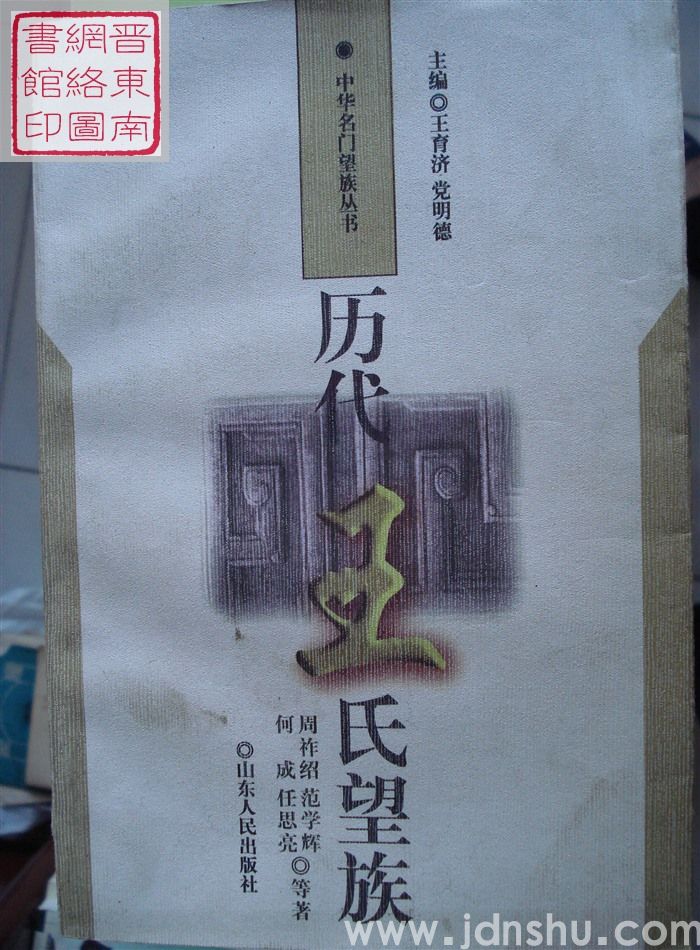 晋東南
網絡圖
書館印
主编◎王育济 党明德
◉ 中华名门望族丛书
历代王氏望族
周祚绍 范学辉
何成 任思亮◎等著
◎山东人民出版社
www.jdnshu.com